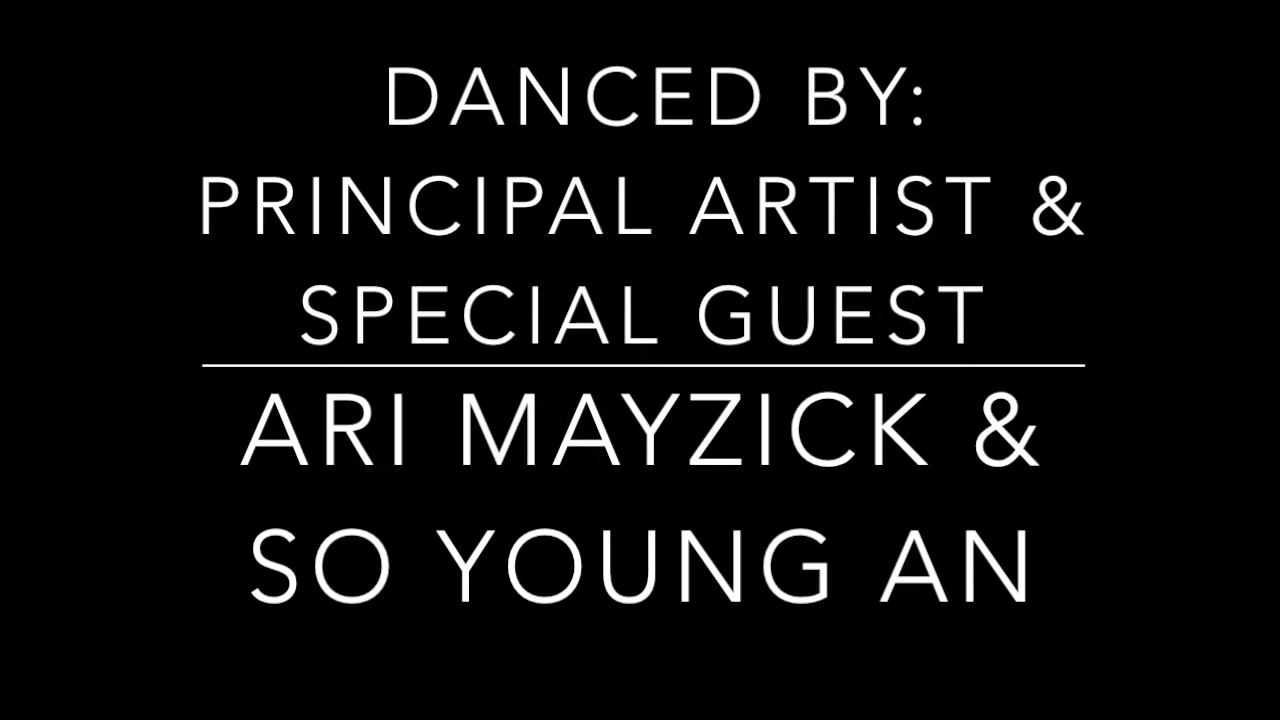 DANCED BY:
PRINCIPAL ARTIST &
SPECIAL GUEST
ARI MAYZICK &
SO YOUNG AN